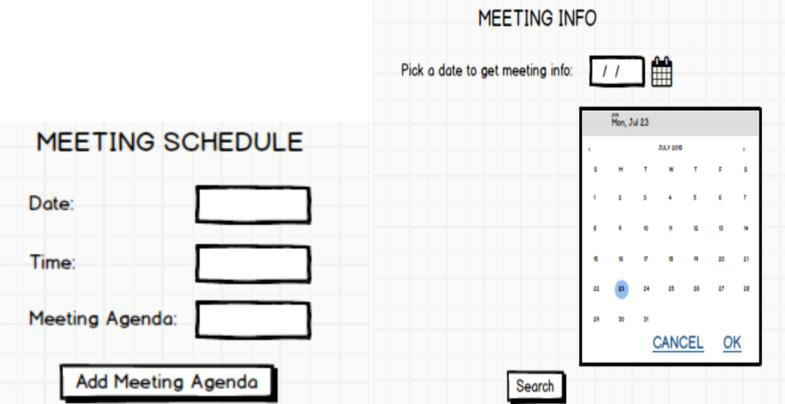 MEETING SCHEDULE
Date:
Time:
Meeting Agenda:
Add Meeting Agenda
MEETING INFO
Pick a date to get meeting info:
/ /
Mon, Jul 23
JULY 2018
S M T W T F S
1 2 3 4 5 6 7
8 9 10 11 12 13 14
15 16 17 18 19 20 21
22 23 24 25 26 27 28
29 30 31
CANCEL OK
Search